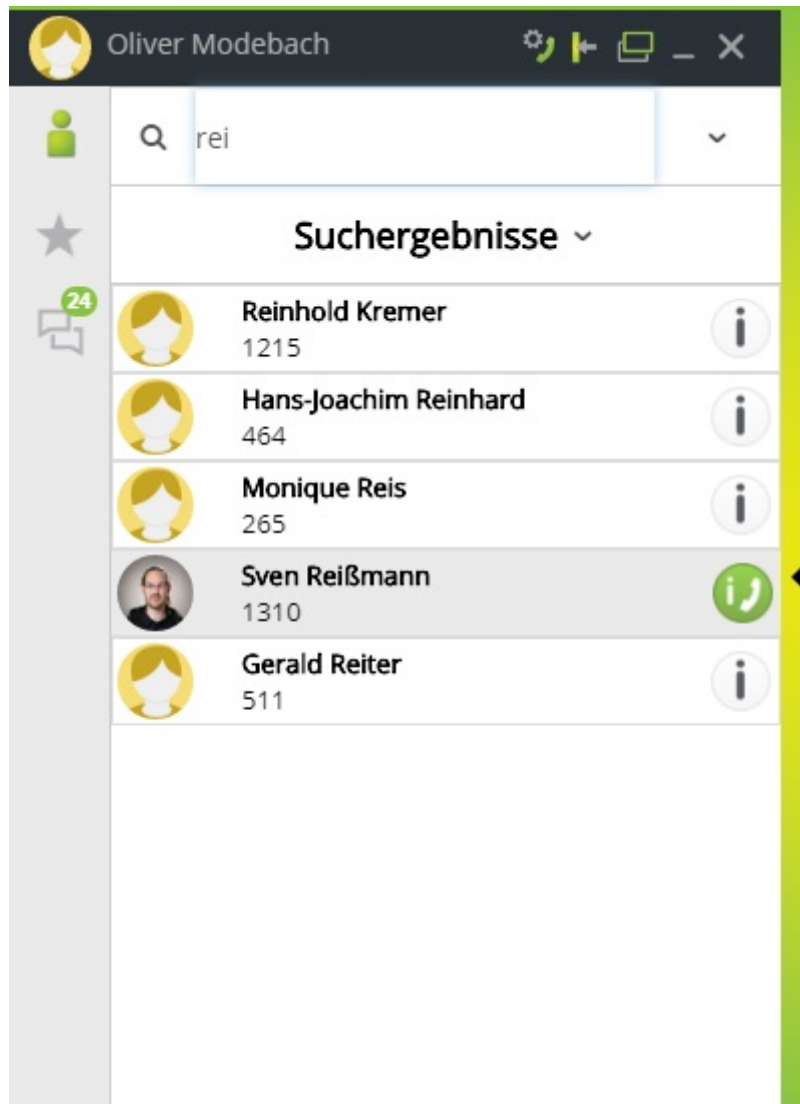 Oliver Modebach
rei
Suchergebnisse
24
Reinhold Kremer
1215
Hans-Joachim Reinhard
464
Monique Reis
265
Sven Reißmann
1310
Gerald Reiter
511